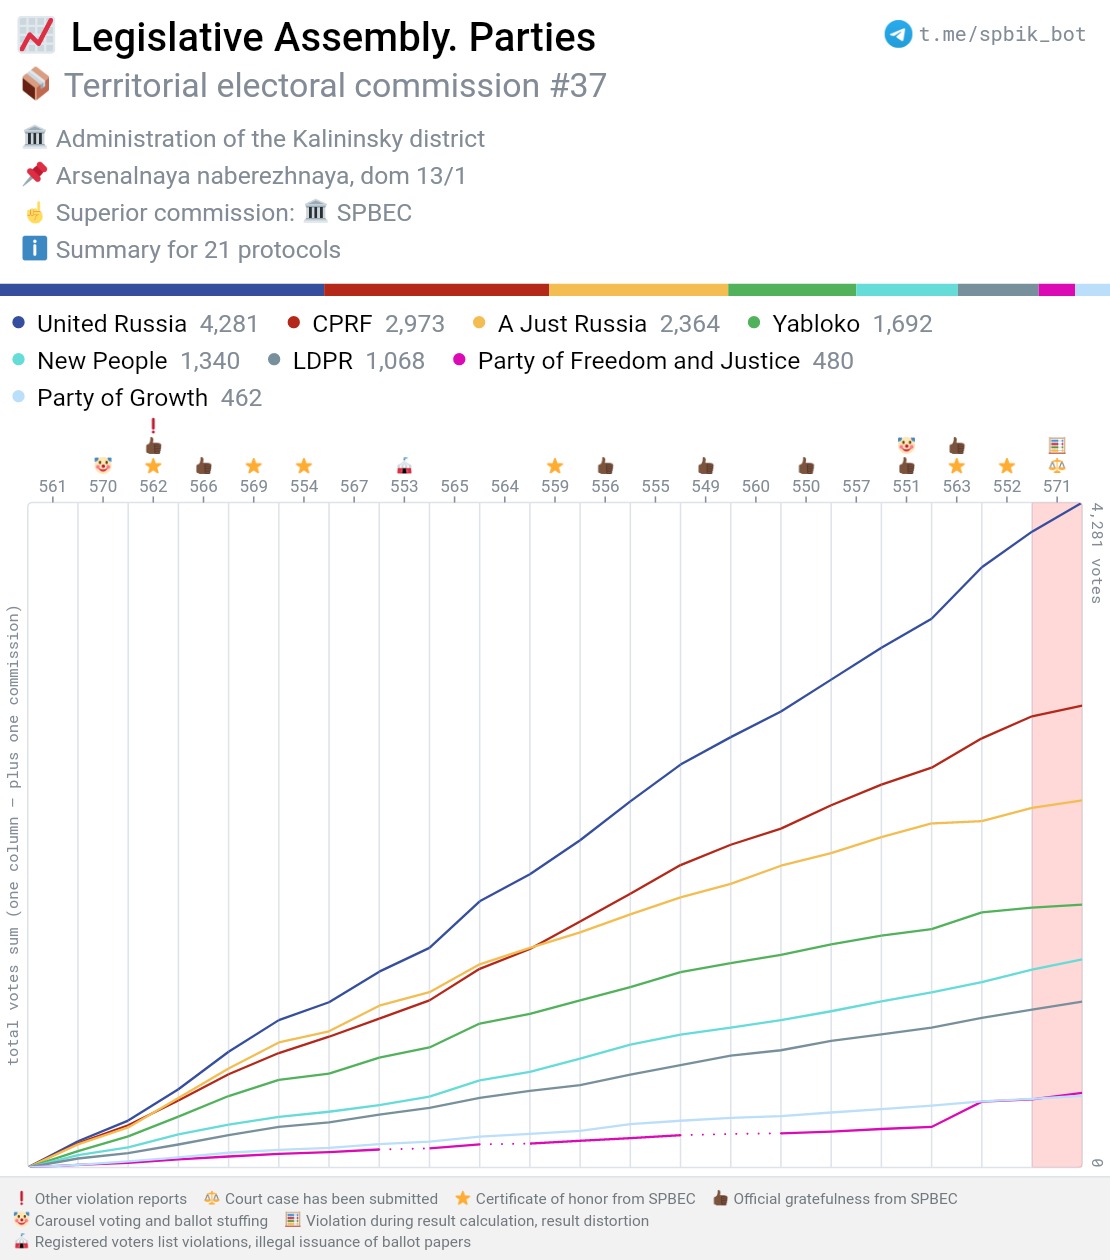 Legislative Assembly. Parties
t.me/spbik_bot
Territorial electoral commission #37
Administration of the Kalininsky district
Arsenalnaya naberezhnaya, dom 13/1
Superior commission: SPBEC
Summary for 21 protocols
United Russia 4,281 CPRF 2,973 A Just Russia 2,364 Yabloko 1,692
New People 1,340 LDPR 1,068 Party of Freedom and Justice 480
Party of Growth 462
561 570 562 566 569 554 567 553 565 564 559 556 555 549 560 550 557 551 563 552 571
4,281 votes
total votes sum (one column – plus one commission)
0
Other violation reports Court case has been submitted Certificate of honor from SPBEC Official gratefulness from SPBEC
Carousel voting and ballot stuffing Violation during result calculation, result distortion
Registered voters list violations, illegal issuance of ballot papers